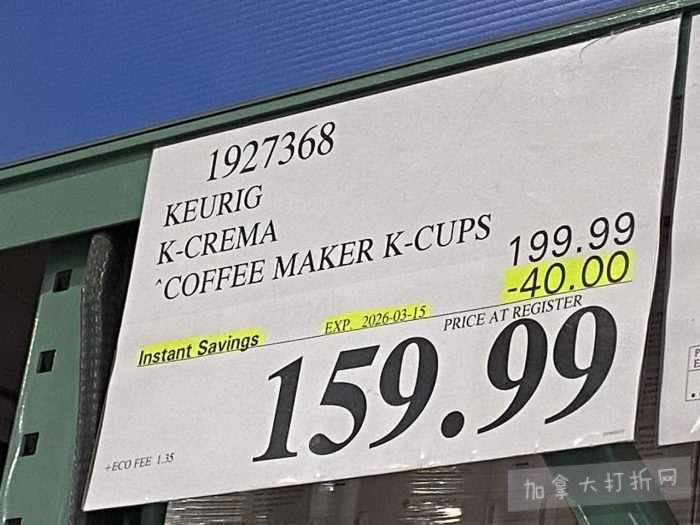 1927368
KEURIG
K-CREMA
^COFFEE MAKER K-CUPS
199.99
-40.00
Instant Savings
EXP. 2026-03-15
PRICE AT REGISTER
159.99
+ECO FEE 1.35
加拿大打折网